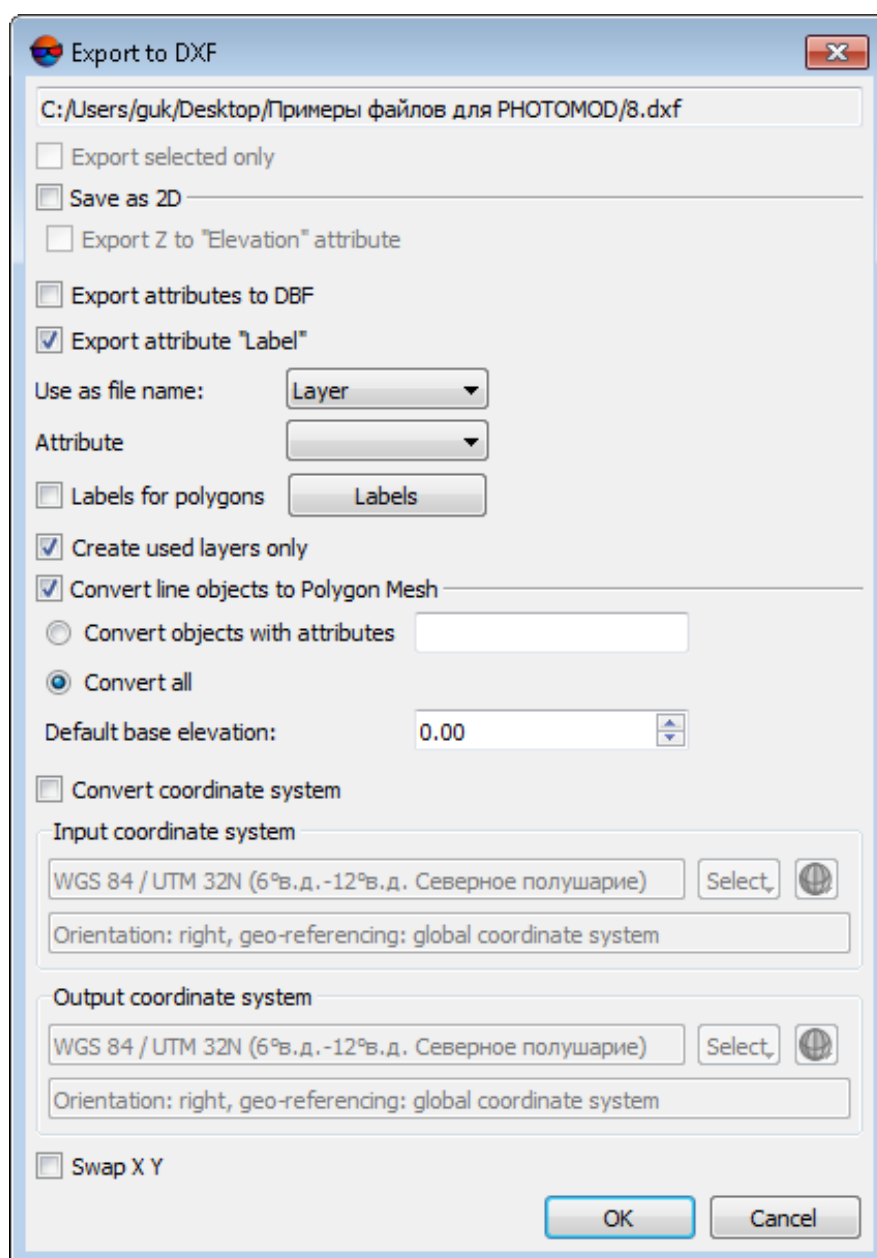 Export to DXF
C:/Users/guk/Desktop/Примеры файлов для PHOTOMOD/8.dxf
Export selected only
Save as 2D
Export Z to "Elevation" attribute
Export attributes to DBF
Export attribute "Label"
Use as file name: Layer
Attribute
Labels for polygons Labels
Create used layers only
Convert line objects to Polygon Mesh
Convert objects with attributes
Convert all
Default base elevation: 0.00
Convert coordinate system
Input coordinate system
WGS 84 / UTM 32N (6°в.д.-12°в.д. Северное полушарие) Select
Orientation: right, geo-referencing: global coordinate system
Output coordinate system
WGS 84 / UTM 32N (6°в.д.-12°в.д. Северное полушарие) Select
Orientation: right, geo-referencing: global coordinate system
Swap X Y
OK Cancel